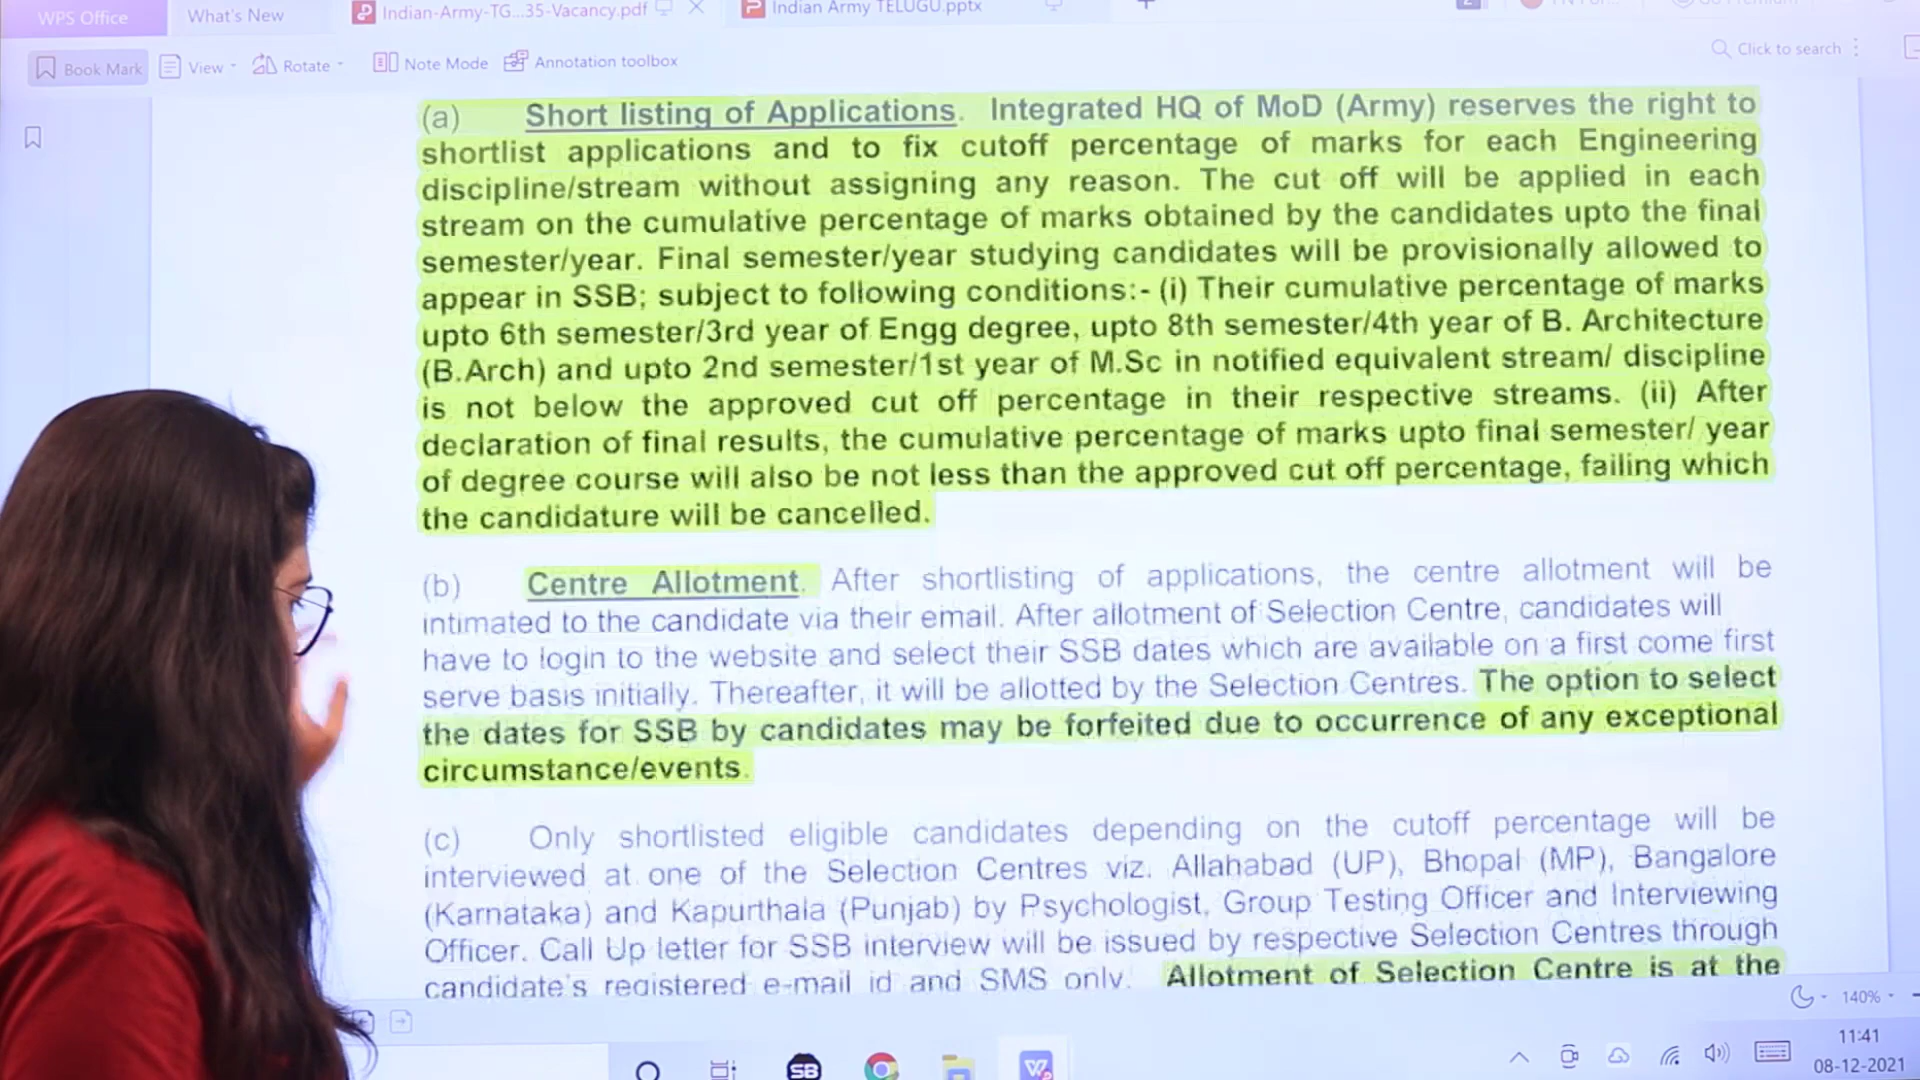 WPS Office
What's New
Indian-Army-TG...35-Vacancy.pdf
Indian Army TELUGU.pptx
Book Mark
View
Rotate
Note Mode
Annotation toolbox
Click to search
(a) Short listing of Applications. Integrated HQ of MoD (Army) reserves the right to
shortlist applications and to fix cutoff percentage of marks for each Engineering
discipline/stream without assigning any reason. The cut off will be applied in each
stream on the cumulative percentage of marks obtained by the candidates upto the final
semester/year. Final semester/year studying candidates will be provisionally allowed to
appear in SSB; subject to following conditions:- (i) Their cumulative percentage of marks
upto 6th semester/3rd year of Engg degree, upto 8th semester/4th year of B. Architecture
(B.Arch) and upto 2nd semester/1st year of M.Sc in notified equivalent stream/ discipline
is not below the approved cut off percentage in their respective streams. (ii) After
declaration of final results, the cumulative percentage of marks upto final semester/ year
of degree course will also be not less than the approved cut off percentage, failing which
the candidature will be cancelled.
(b) Centre Allotment. After shortlisting of applications, the centre allotment will be
intimated to the candidate via their email. After allotment of Selection Centre, candidates will
have to login to the website and select their SSB dates which are available on a first come first
serve basis initially. Thereafter, it will be allotted by the Selection Centres. The option to select
the dates for SSB by candidates may be forfeited due to occurrence of any exceptional
circumstance/events.
(c) Only shortlisted eligible candidates depending on the cutoff percentage will be
interviewed at one of the Selection Centres viz. Allahabad (UP), Bhopal (MP), Bangalore
(Karnataka) and Kapurthala (Punjab) by Psychologist, Group Testing Officer and Interviewing
Officer. Call Up letter for SSB interview will be issued by respective Selection Centres through
candidate's registered e-mail id and SMS only. Allotment of Selection Centre is at the
140%
SB
11:41
08-12-2021